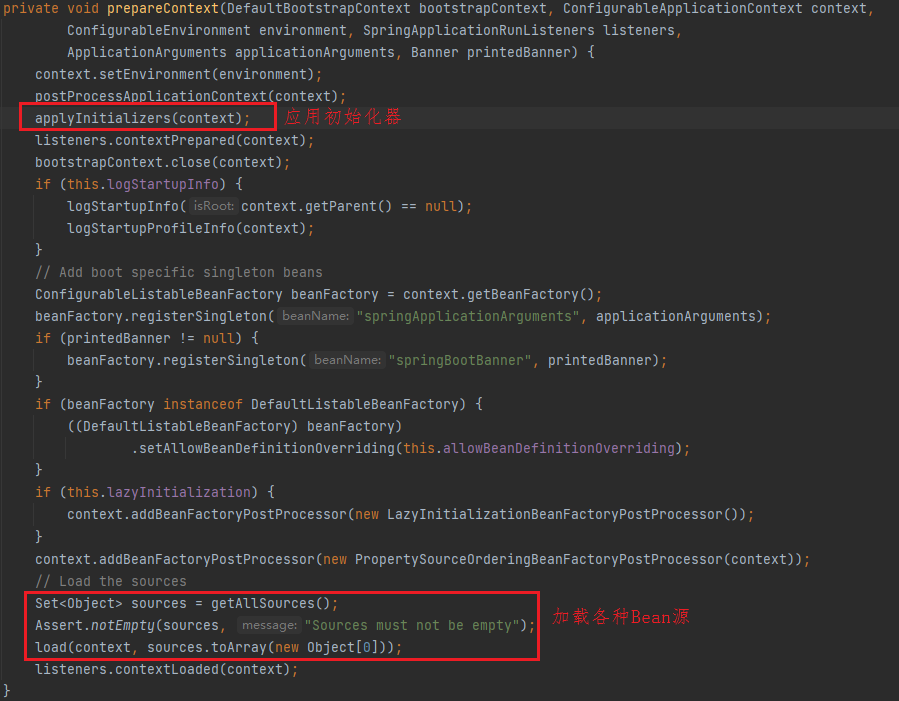 private void prepareContext(DefaultBootstrapContext bootstrapContext, ConfigurableApplicationContext context,
ConfigurableEnvironment environment, SpringApplicationRunListeners listeners,
ApplicationArguments applicationArguments, Banner printedBanner) {
context.setEnvironment(environment);
postProcessApplicationContext(context);
applyInitializers(context); 应用初始化器
listeners.contextPrepared(context);
bootstrapContext.close(context);
if (this.logStartupInfo) {
logStartupInfo( isRoot: context.getParent() == null);
logStartupProfileInfo(context);
}
// Add boot specific singleton beans
ConfigurableListableBeanFactory beanFactory = context.getBeanFactory();
beanFactory.registerSingleton( beanName: "springApplicationArguments", applicationArguments);
if (printedBanner != null) {
beanFactory.registerSingleton( beanName: "springBootBanner", printedBanner);
}
if (beanFactory instanceof DefaultListableBeanFactory) {
((DefaultListableBeanFactory) beanFactory)
.setAllowBeanDefinitionOverriding(this.allowBeanDefinitionOverriding);
}
if (this.lazyInitialization) {
context.addBeanFactoryPostProcessor(new LazyInitializationBeanFactoryPostProcessor());
}
context.addBeanFactoryPostProcessor(new PropertySourceOrderingBeanFactoryPostProcessor(context));
// Load the sources
Set<Object> sources = getAllSources();
Assert.notEmpty(sources, message: "Sources must not be empty"); 加载各种Bean源
load(context, sources.toArray(new Object[0]));
listeners.contextLoaded(context);
}